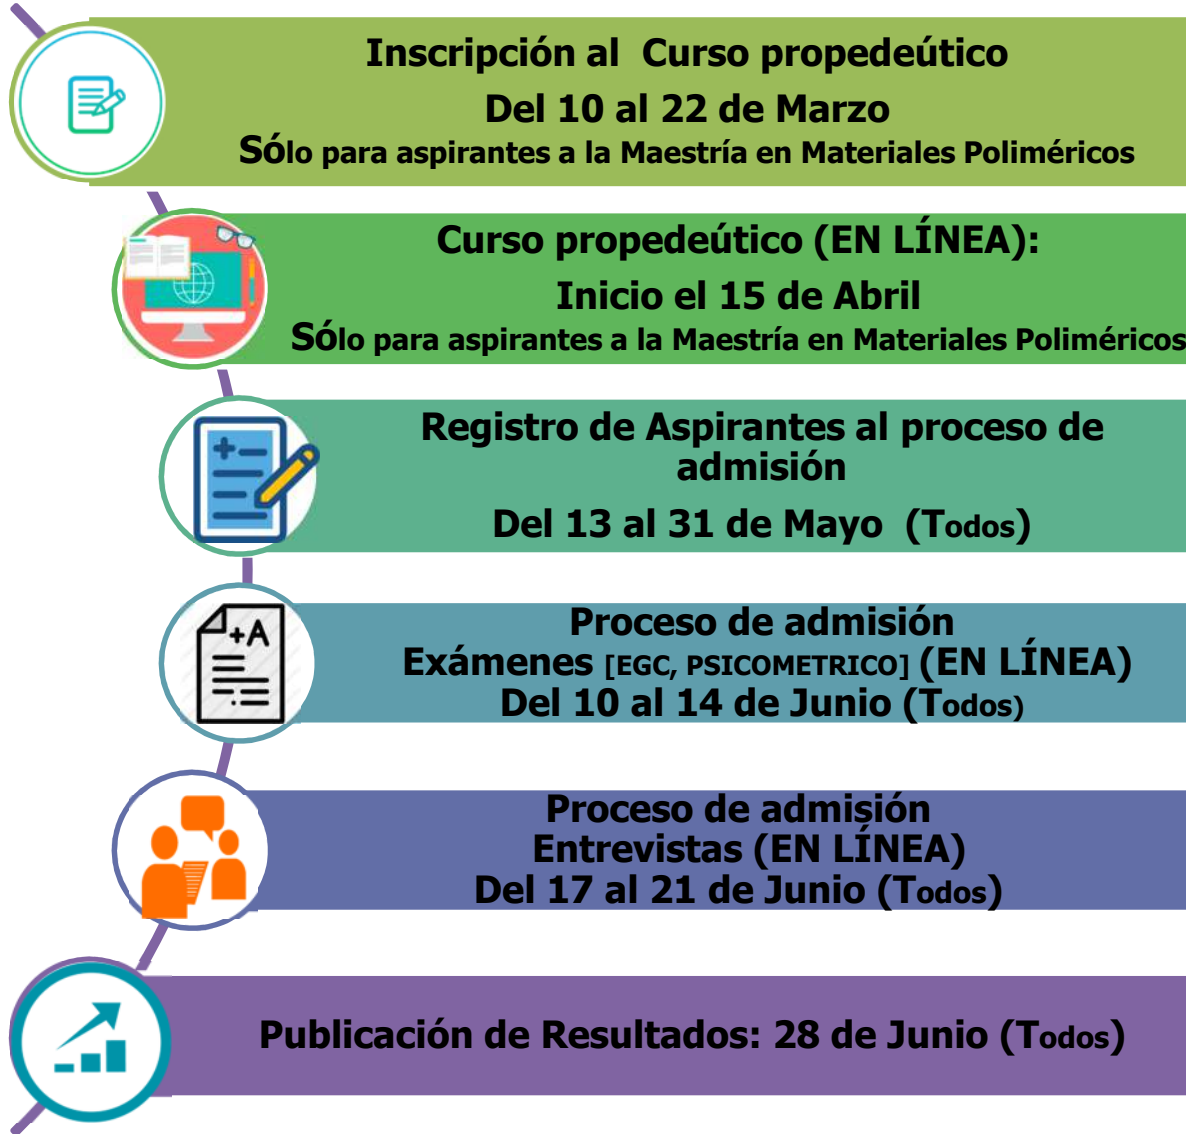 Inscripción al Curso propedeútico
Del 10 al 22 de Marzo
Sólo para aspirantes a la Maestría en Materiales Poliméricos
Curso propedeútico (EN LÍNEA):
Inicio el 15 de Abril
Sólo para aspirantes a la Maestría en Materiales Poliméricos
Registro de Aspirantes al proceso de
admisión
Del 13 al 31 de Mayo (Todos)
+A
Proceso de admisión
Exámenes [EGC, PSICOMETRICO] (EN LÍNEA)
Del 10 al 14 de Junio (Todos)
Proceso de admisión
Entrevistas (EN LÍNEA)
Del 17 al 21 de Junio (Todos)
Publicación de Resultados: 28 de Junio (Todos)